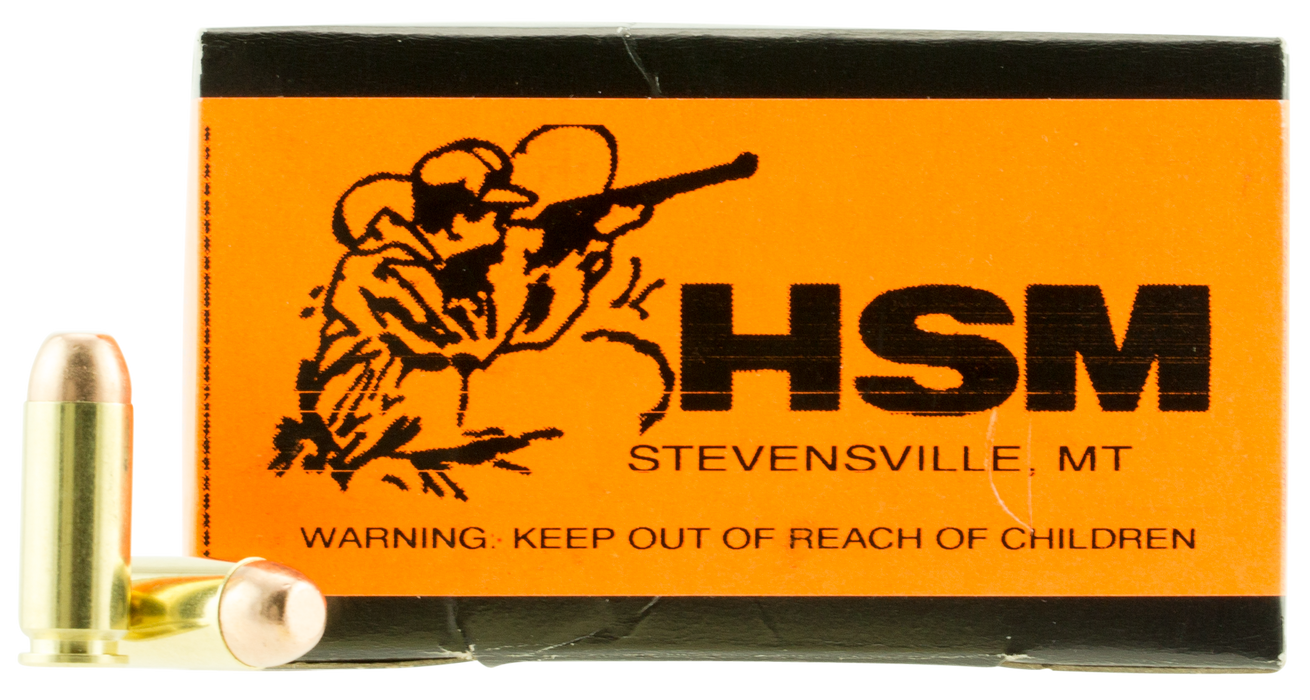 HSM
STEVENSVILLE, MT
WARNING: KEEP OUT OF REACH OF CHILDREN